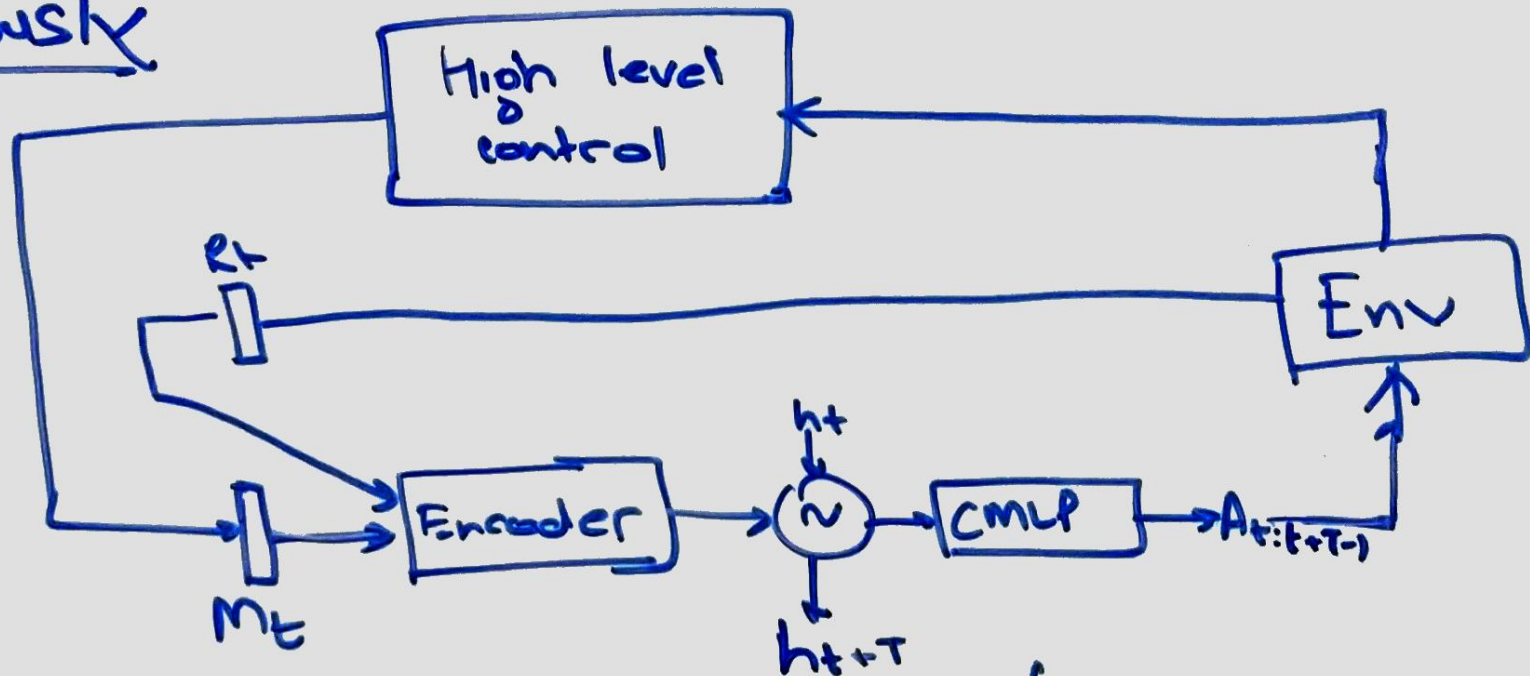 High level
control
Rt
Env
ht
Encoder
~
CMLP
At:t+T-1
Mt
ht+T